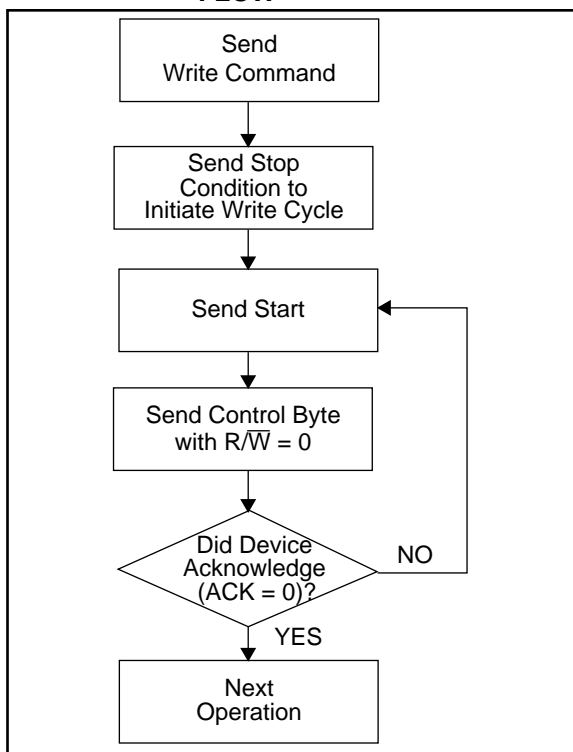 Send
Write Command
Send Stop
Condition to
Initiate Write Cycle
Send Start
Send Control Byte
with R/W̅ = 0
Did Device
Acknowledge
(ACK = 0)?
NO
YES
Next
Operation